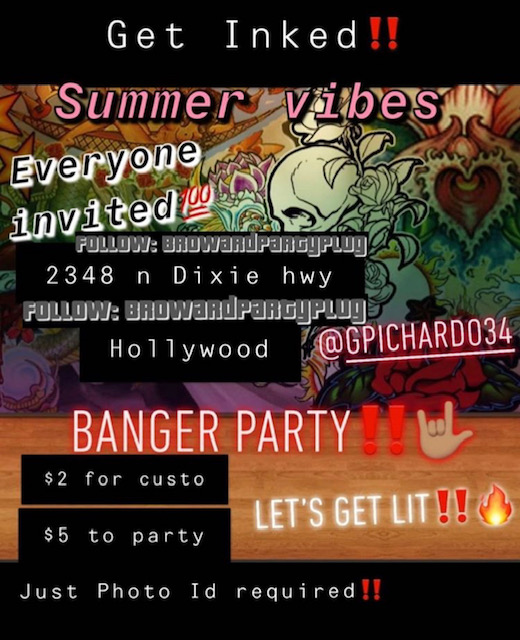 Get Inked‼️
Summer vibes
Everyone
invited💯
FOLLOW: BROWARDPARTYPLUG
2348 n Dixie hwy
FOLLOW: BROWARDPARTYPLUG
Hollywood
@GPICHARDO34
BANGER PARTY‼️🤟
$2 for custo
LET'S GET LIT‼️🔥
$5 to party
Just Photo Id required‼️